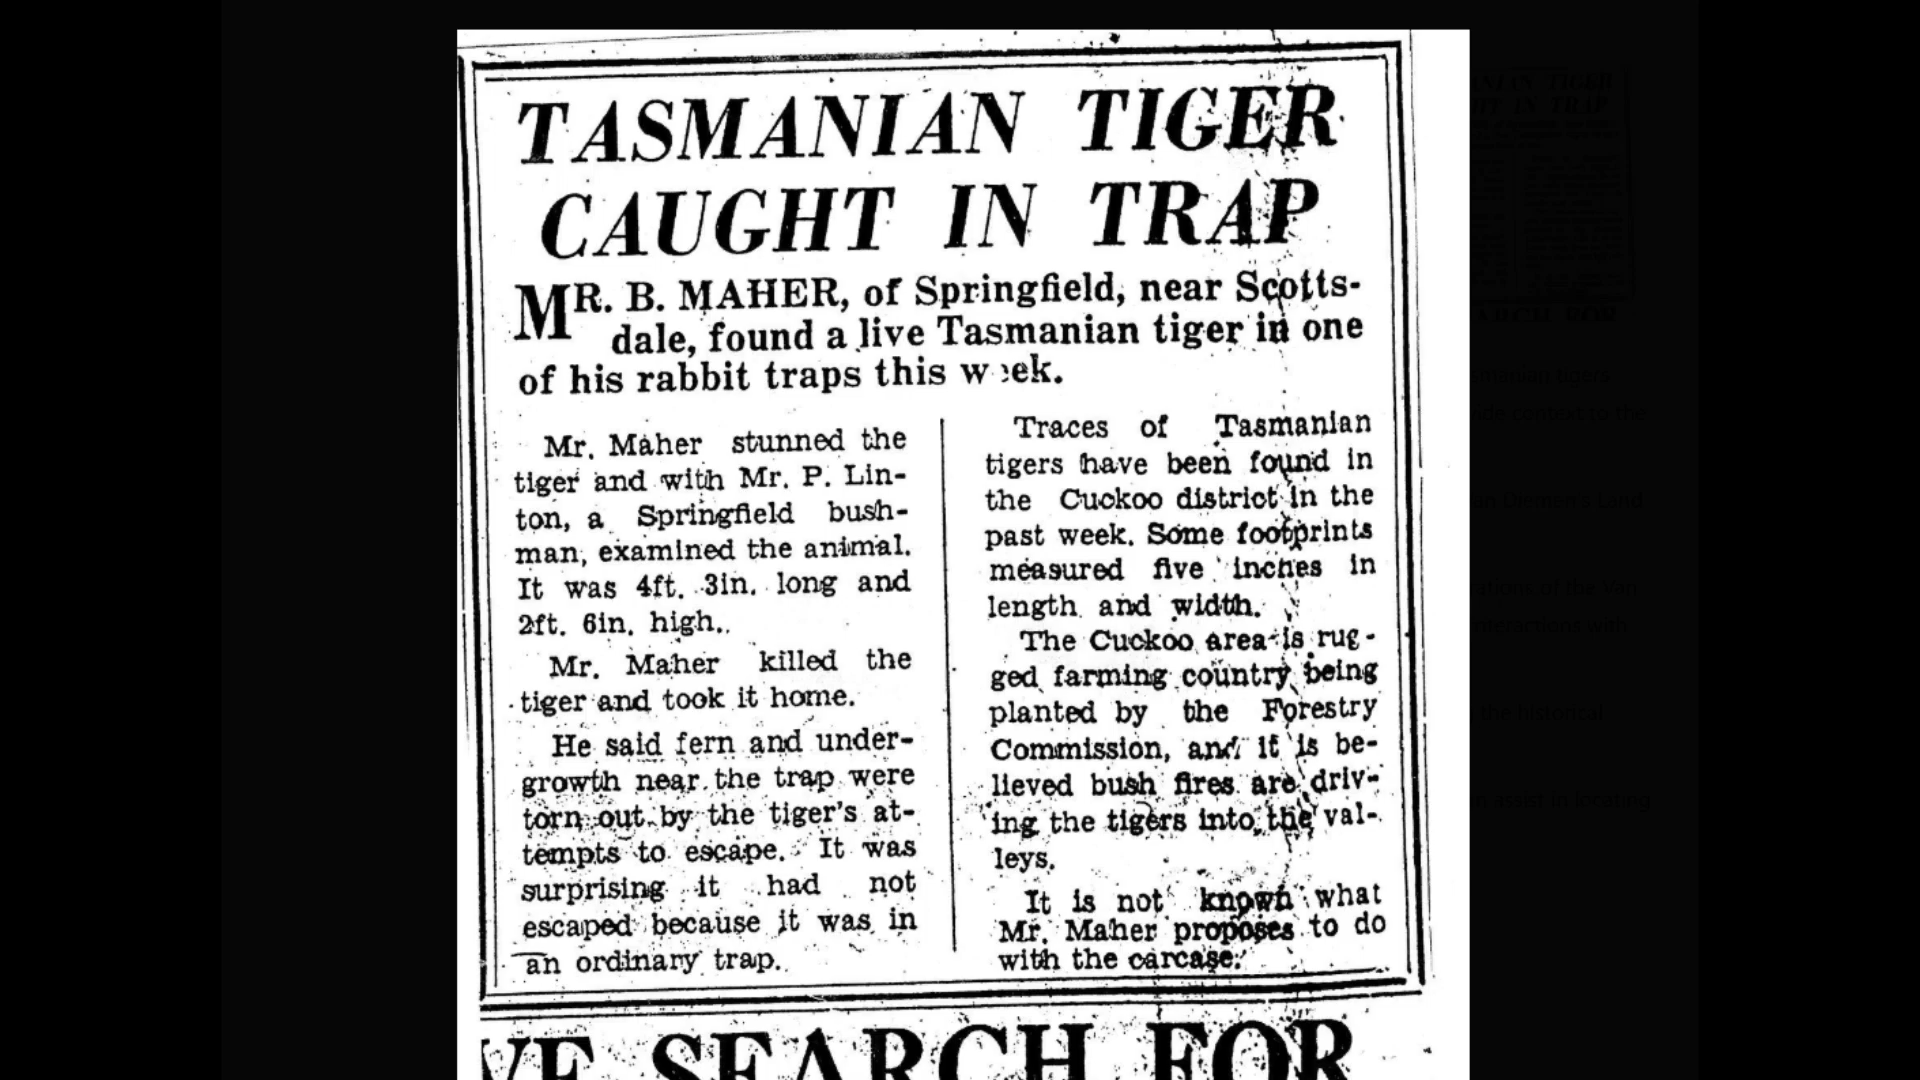 TASMANIAN TIGER
CAUGHT IN TRAP
MR. B. MAHER, of Springfield, near Scotts-
dale, found a live Tasmanian tiger in one
of his rabbit traps this week.
Mr. Maher stunned the
tiger and with Mr. P. Lin-
ton, a Springfield bush-
man, examined the animal.
It was 4ft. 3in. long and
2ft. 6in. high.
Mr. Maher killed the
tiger and took it home.
He said fern and under-
growth near the trap were
torn out by the tiger's at-
tempts to escape. It was
surprising it had not
escaped because it was in
an ordinary trap.
Traces of Tasmanian
tigers have been found in
the Cuckoo district in the
past week. Some footprints
measured five inches in
length and width.
The Cuckoo area is rug-
ged farming country being
planted by the Forestry
Commission, and it is be-
lieved bush fires are driv-
ing the tigers into the val-
leys.
It is not known what
Mr. Maher proposes to do
with the carcase.
SEARCH FOR